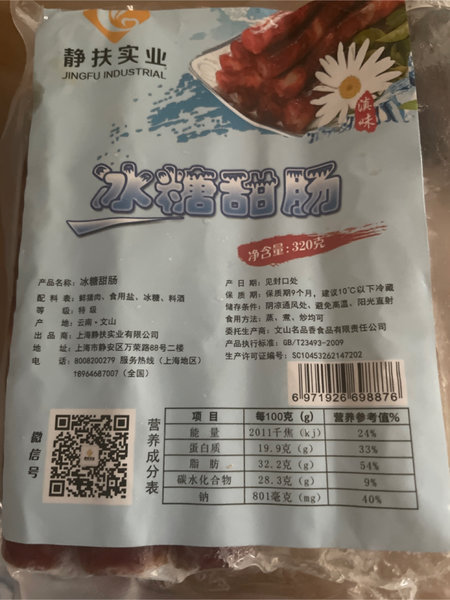 静扶实业
JINGFU INDUSTRIAL
滇味
冰糖甜肠
净含量:320克
产品名称:冰糖甜肠
配 料 表:鲜猪肉、食用盐、冰糖、料酒
等 级:特 级
产 地:云南·文山
出 品 商:上海静扶实业有限公司
地 址:上海市静安区万荣路88号二楼
电 话:8008200279 服务热线(上海地区)
18964687007(全国)
产 日 期:见封口处
保 质 期:保质期9个月,建议10℃以下冷藏
储存条件:阴凉通风处、避免高温、阳光直射
食用方法:蒸、煮、炒均可
委托生产商:文山名品香食品有限责任公司
产品执行标准:GB/T23493-2009
生产许可证编号:SC10453262147202
6 971926 698876
微信号
营养成分表
项 目 每100克(g) 营养参考值%
能 量 2011千焦(kj) 24%
蛋白质 19.9克(g) 33%
脂 肪 32.2克(g) 54%
碳水化合物 28.3克(g) 9%
钠 801毫克(mg) 40%